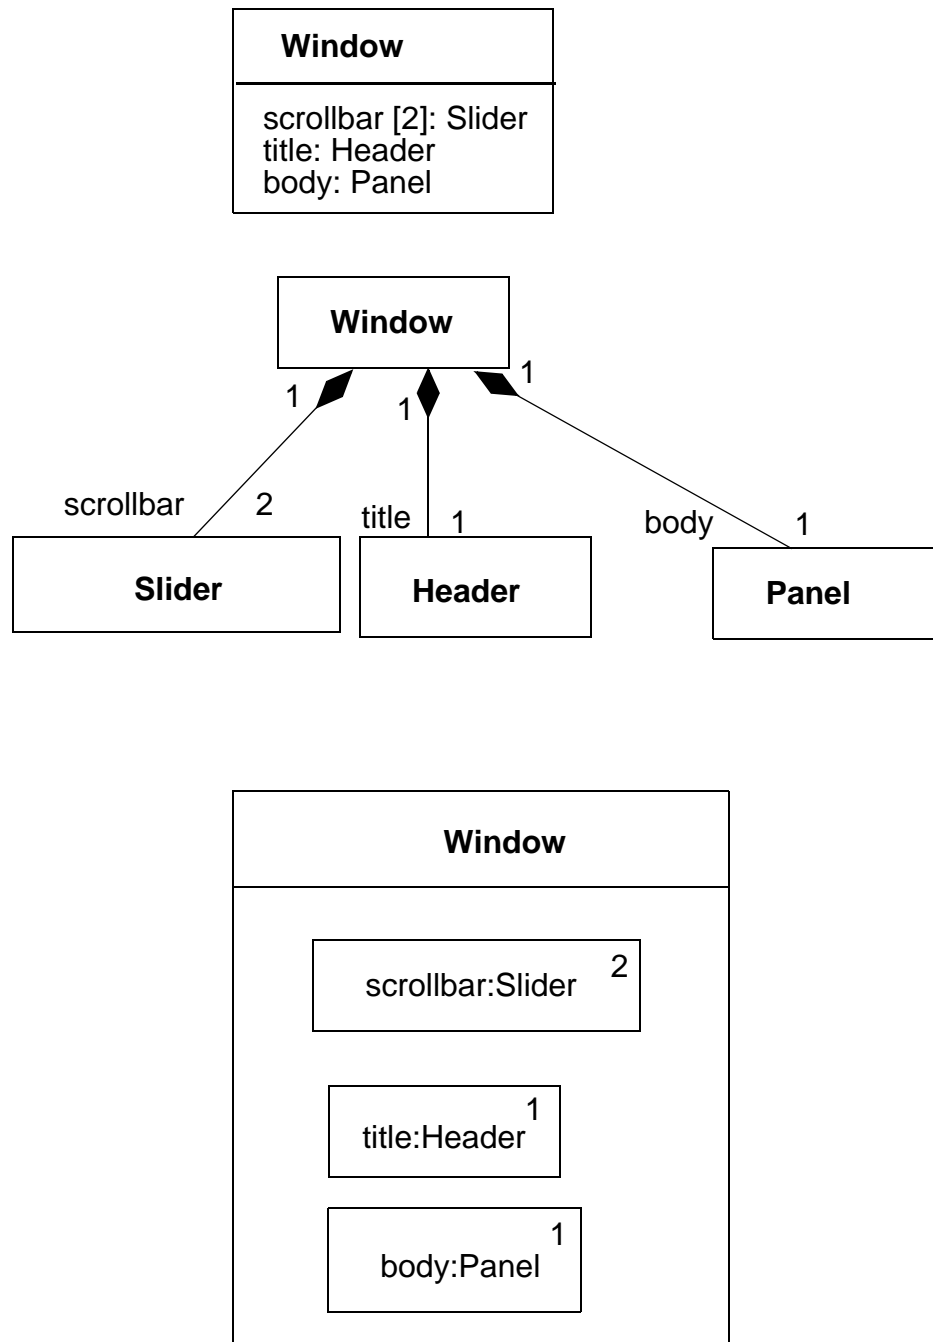 Window
scrollbar [2]: Slider
title: Header
body: Panel
Window
1
1
1
scrollbar
2
title
1
body
1
Slider
Header
Panel
Window
scrollbar:Slider
2
title:Header
1
body:Panel
1